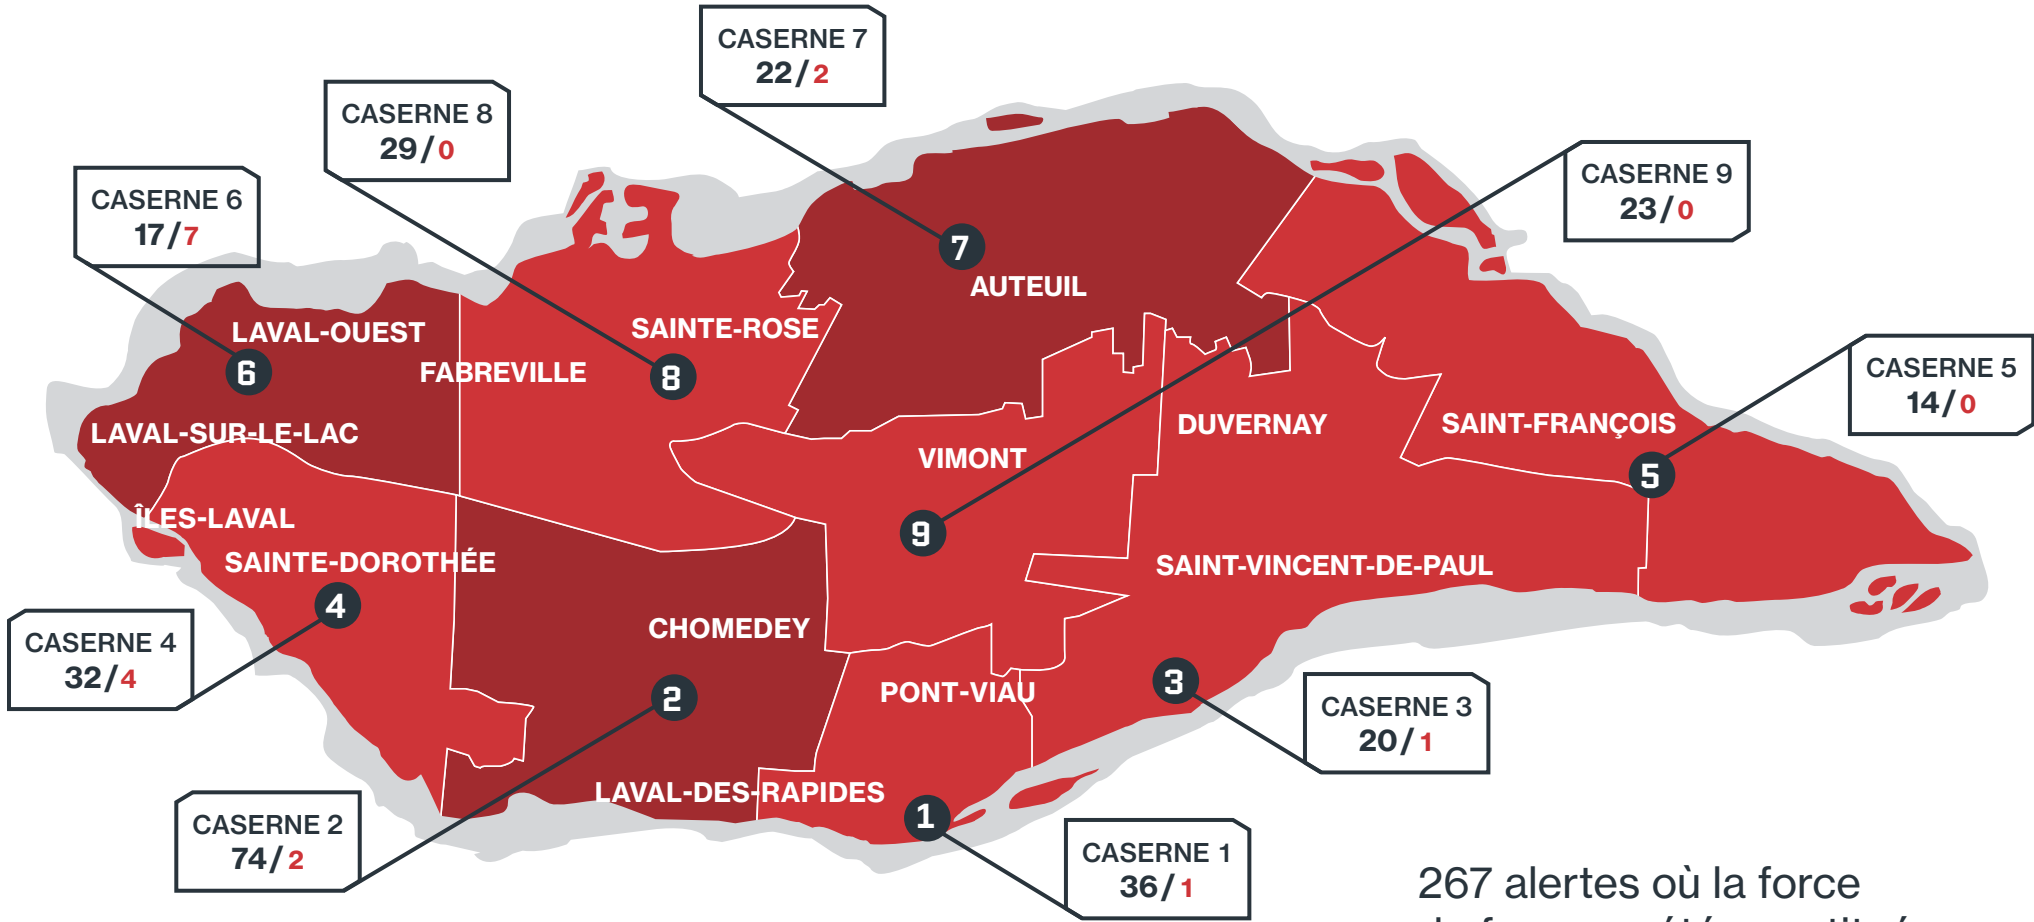 CASERNE 7
22/2
CASERNE 8
29/0
CASERNE 9
23/0
CASERNE 6
17/7
7
AUTEUIL
LAVAL-OUEST
SAINTE-ROSE
6
FABREVILLE
8
CASERNE 5
14/0
LAVAL-SUR-LE-LAC
VIMONT
DUVERNAY
SAINT-FRANÇOIS
5
ÎLES-LAVAL
9
SAINTE-DOROTHÉE
SAINT-VINCENT-DE-PAUL
4
CHOMEDEY
CASERNE 4
32/4
2
PONT-VIAU
3
CASERNE 3
20/1
LAVAL-DES-RAPIDES
1
CASERNE 2
74/2
CASERNE 1
36/1
267 alertes où la force